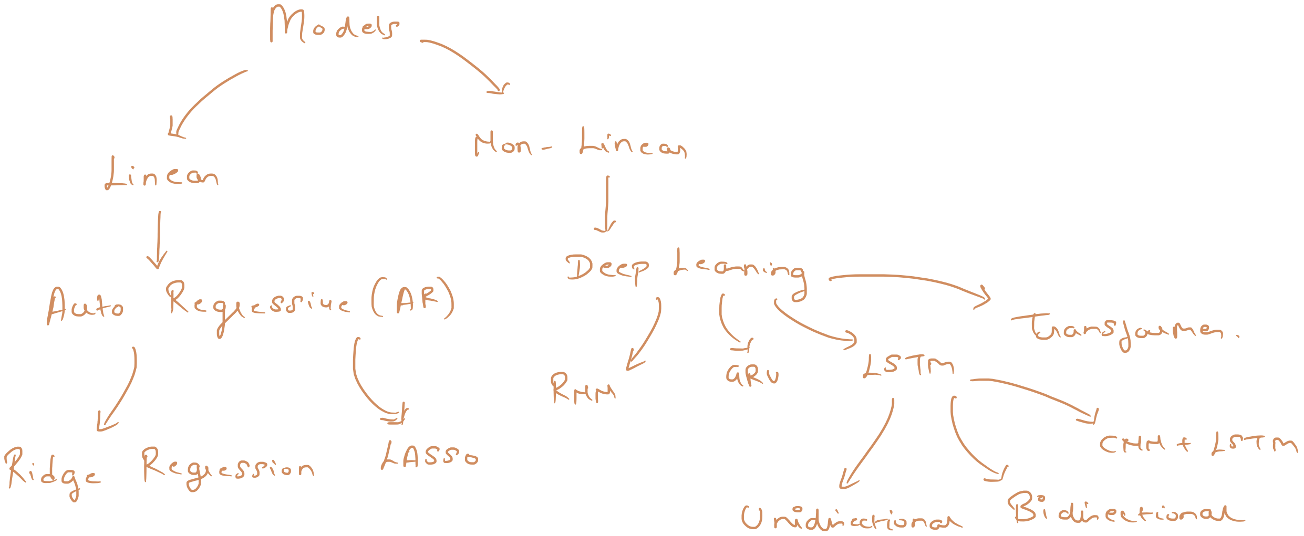 Models
Linear
Non-Linear
Auto Regressive (AR)
Deep Learning
Ridge Regression
LASSO
RNN
GRU
LSTM
Transformer.
Unidirectional
Bidirectional
CNN + LSTM